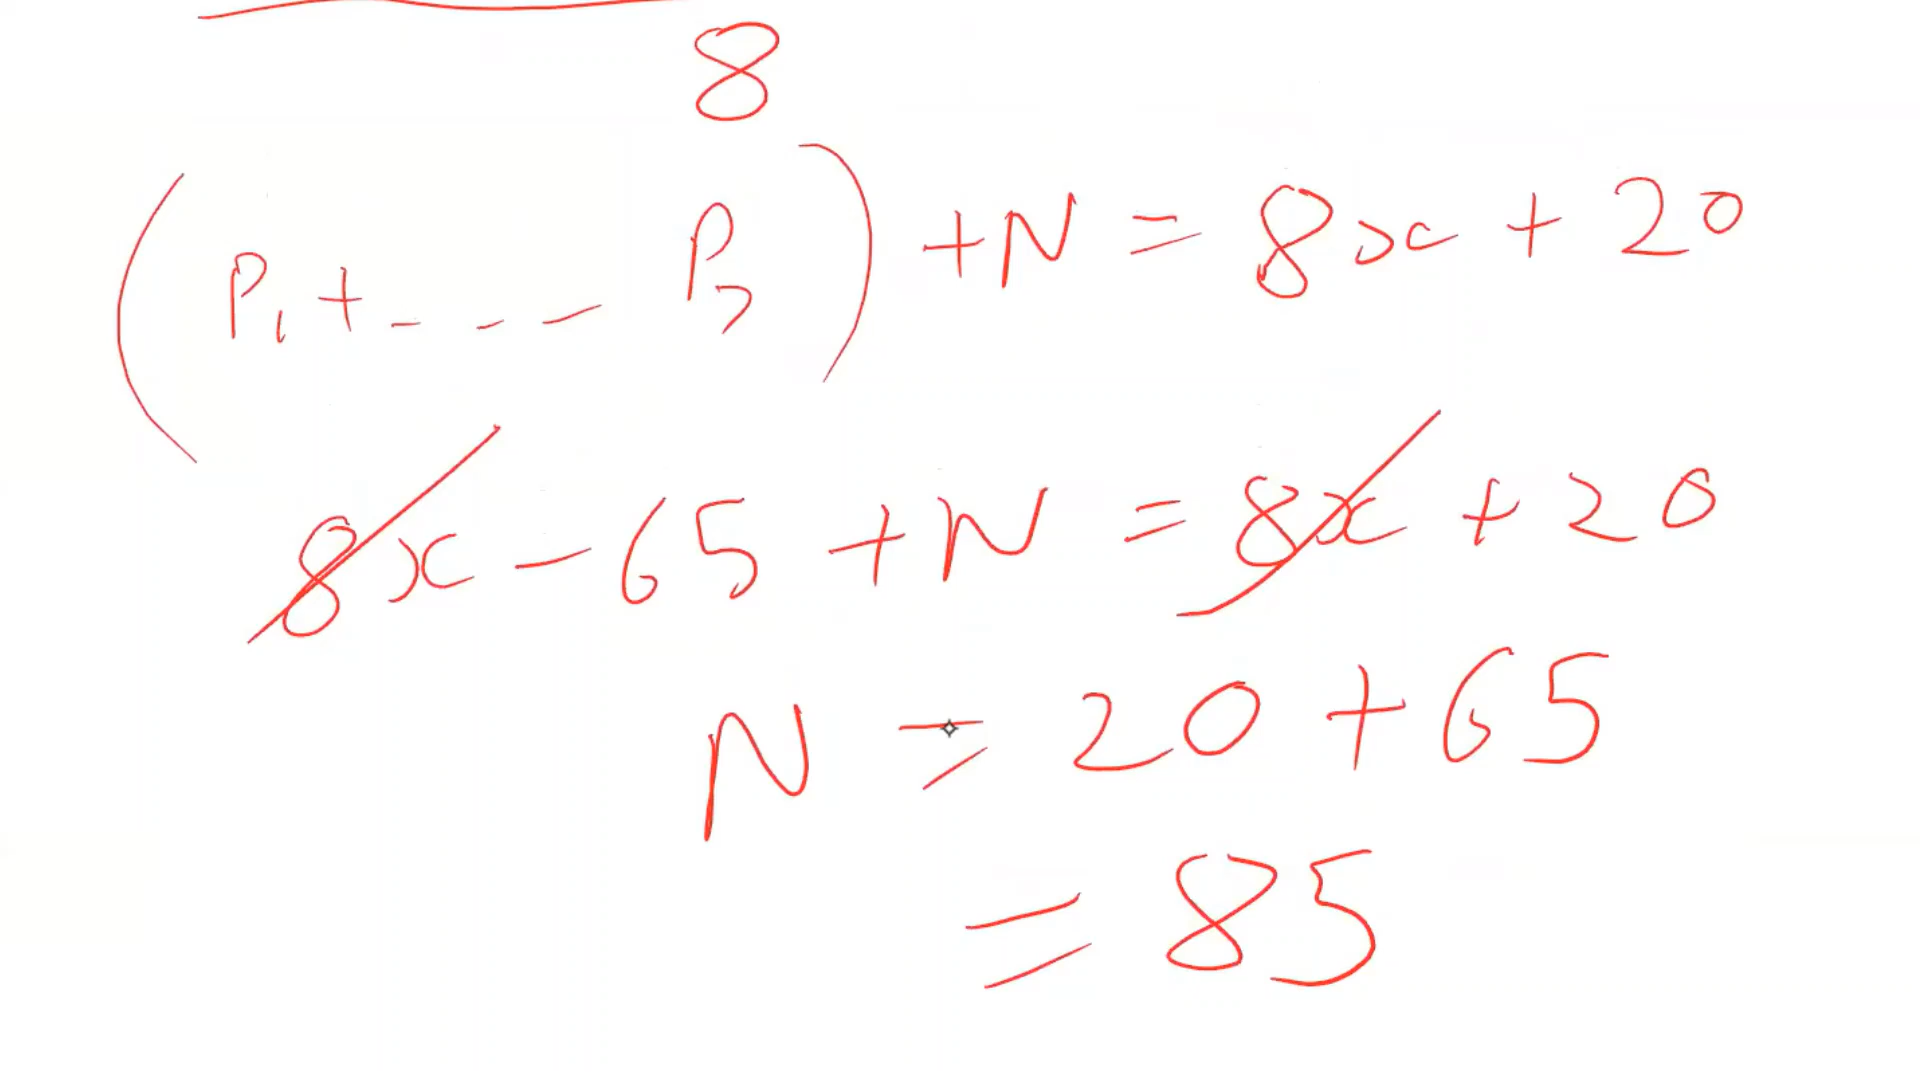 8
(P₁ + - - - P₇) + N = 8x + 20
8x - 65 + N = 8x + 20
N = 20 + 65
= 85